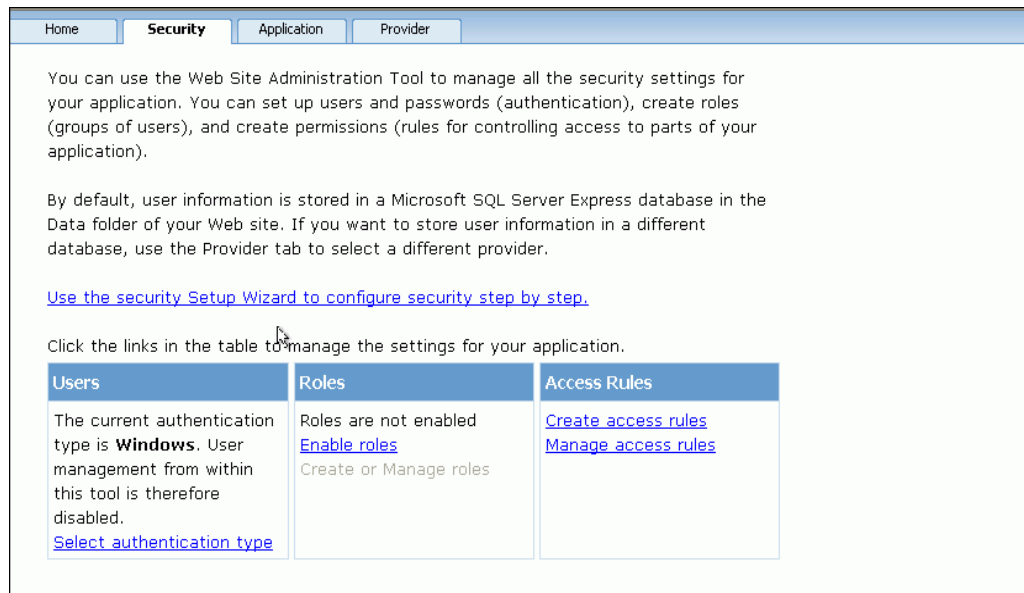 Home Security Application Provider
You can use the Web Site Administration Tool to manage all the security settings for
your application. You can set up users and passwords (authentication), create roles
(groups of users), and create permissions (rules for controlling access to parts of your
application).
By default, user information is stored in a Microsoft SQL Server Express database in the
Data folder of your Web site. If you want to store user information in a different
database, use the Provider tab to select a different provider.
Use the security Setup Wizard to configure security step by step.
Click the links in the table to manage the settings for your application.
Users
The current authentication
type is Windows. User
management from within
this tool is therefore
disabled.
Select authentication type
Roles
Roles are not enabled
Enable roles
Create or Manage roles
Access Rules
Create access rules
Manage access rules